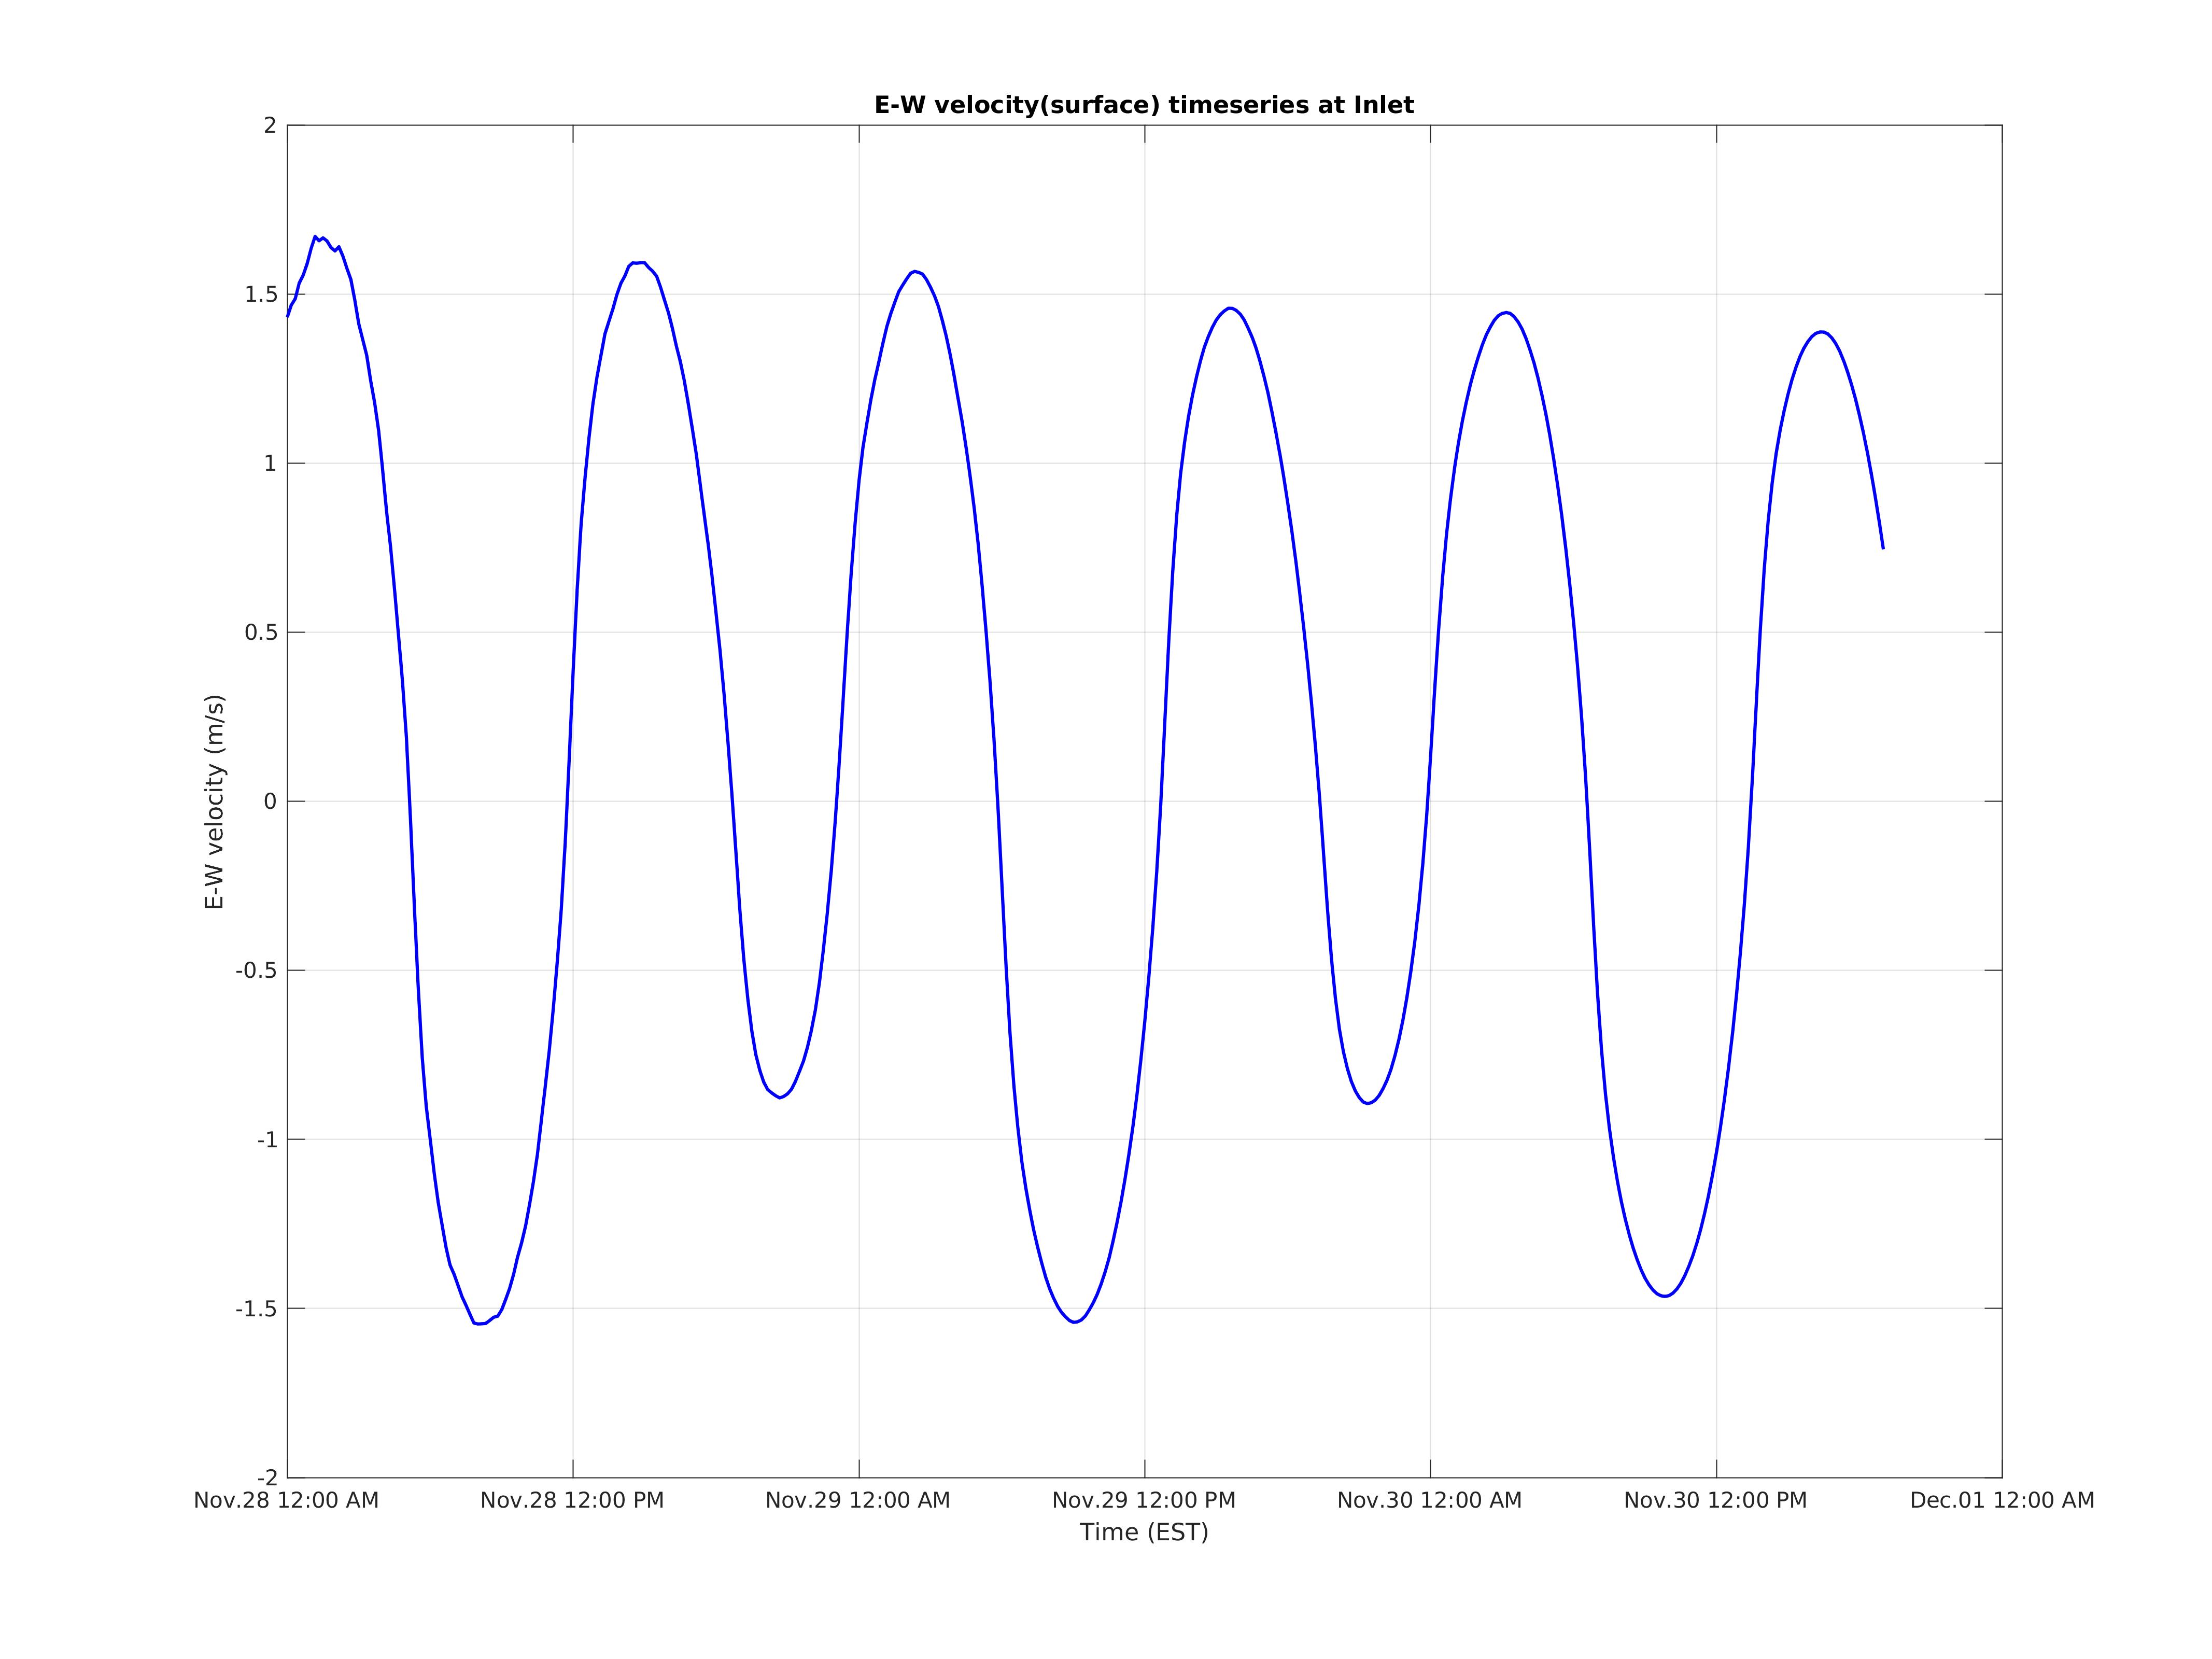 E-W velocity(surface) timeseries at Inlet
2
1.5
1
0.5
0
-0.5
-1
-1.5
-2
E-W velocity (m/s)
Nov.28 12:00 AM Nov.28 12:00 PM Nov.29 12:00 AM Nov.29 12:00 PM Nov.30 12:00 AM Nov.30 12:00 PM Dec.01 12:00 AM
Time (EST)